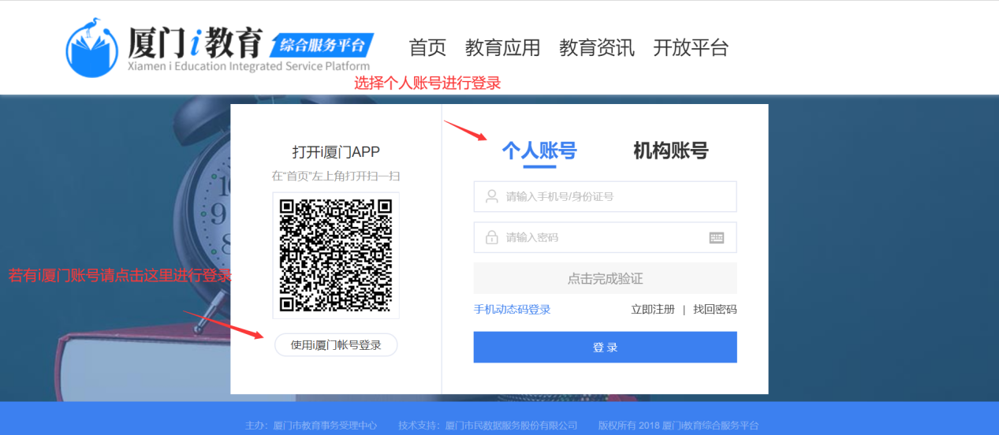 厦门i教育 综合服务平台
Xiamen i Education Integrated Service Platform
首页 教育应用 教育资讯 开放平台
选择个人账号进行登录
打开i厦门APP
在“首页”左上角打开扫一扫
若有i厦门账号请点击这里进行登录
使用i厦门帐号登录
个人账号 机构账号
请输入手机号/身份证号
请输入密码
点击完成验证
手机动态码登录 立即注册 | 找回密码
登 录
主办：厦门市教育事务受理中心 技术支持：厦门市民数据服务股份有限公司 版权所有 2018 厦门i教育综合服务平台